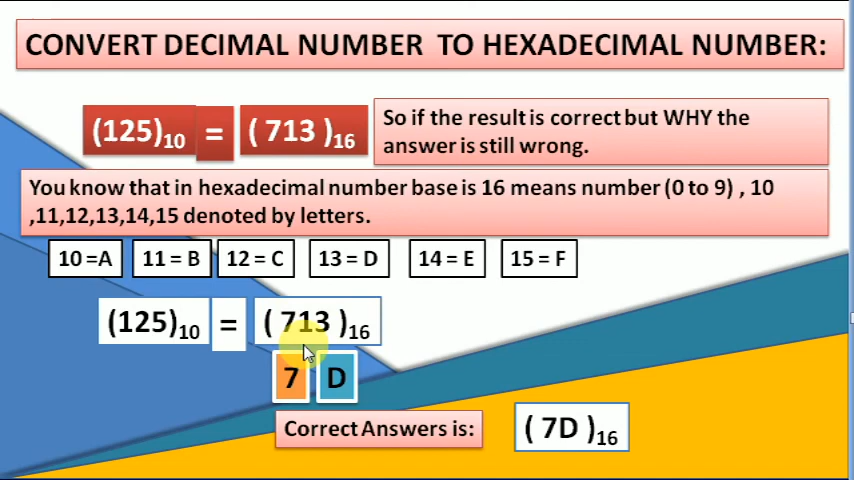 CONVERT DECIMAL NUMBER TO HEXADECIMAL NUMBER:
(125)10 = ( 713 )16
So if the result is correct but WHY the
answer is still wrong.
You know that in hexadecimal number base is 16 means number (0 to 9) , 10
,11,12,13,14,15 denoted by letters.
10 =A 11 = B 12 = C 13 = D 14 = E 15 = F
(125)10 = ( 713 )16
7 D
Correct Answers is: ( 7D )16